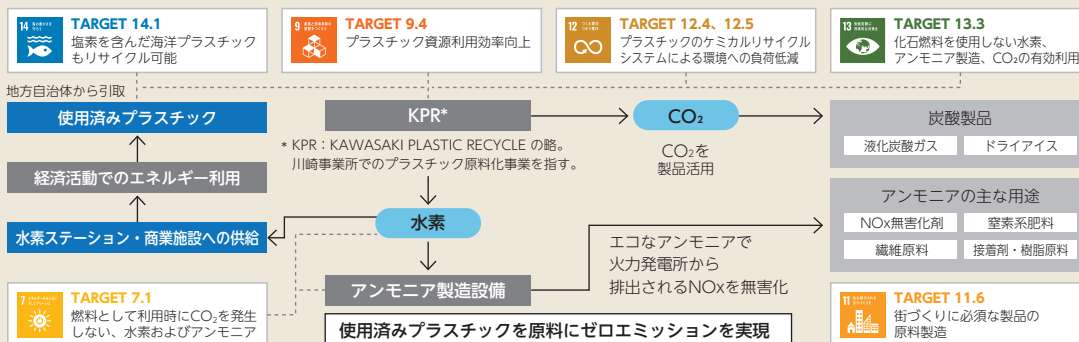 14
TARGET 14.1
塩素を含んだ海洋プラスチック
もリサイクル可能
9
TARGET 9.4
プラスチック資源利用効率向上
12
TARGET 12.4、12.5
プラスチックのケミカルリサイクル
システムによる環境への負荷低減
13
TARGET 13.3
化石燃料を使用しない水素、
アンモニア製造、CO₂の有効利用
地方自治体から引取
使用済みプラスチック
KPR*
CO₂
炭酸製品
液化炭酸ガス
ドライアイス
* KPR：KAWASAKI PLASTIC RECYCLE の略。
川崎事業所でのプラスチック原料化事業を指す。
CO₂を
製品活用
経済活動でのエネルギー利用
アンモニアの主な用途
NOx無害化剤
窒素系肥料
繊維原料
接着剤・樹脂原料
水素
水素ステーション・商業施設への供給
エコなアンモニアで
火力発電所から
排出されるNOxを無害化
アンモニア製造設備
7
TARGET 7.1
燃料として利用時にCO₂を発生
しない、水素およびアンモニア
使用済みプラスチックを原料にゼロエミッションを実現
11
TARGET 11.6
街づくりに必須な製品の
原料製造